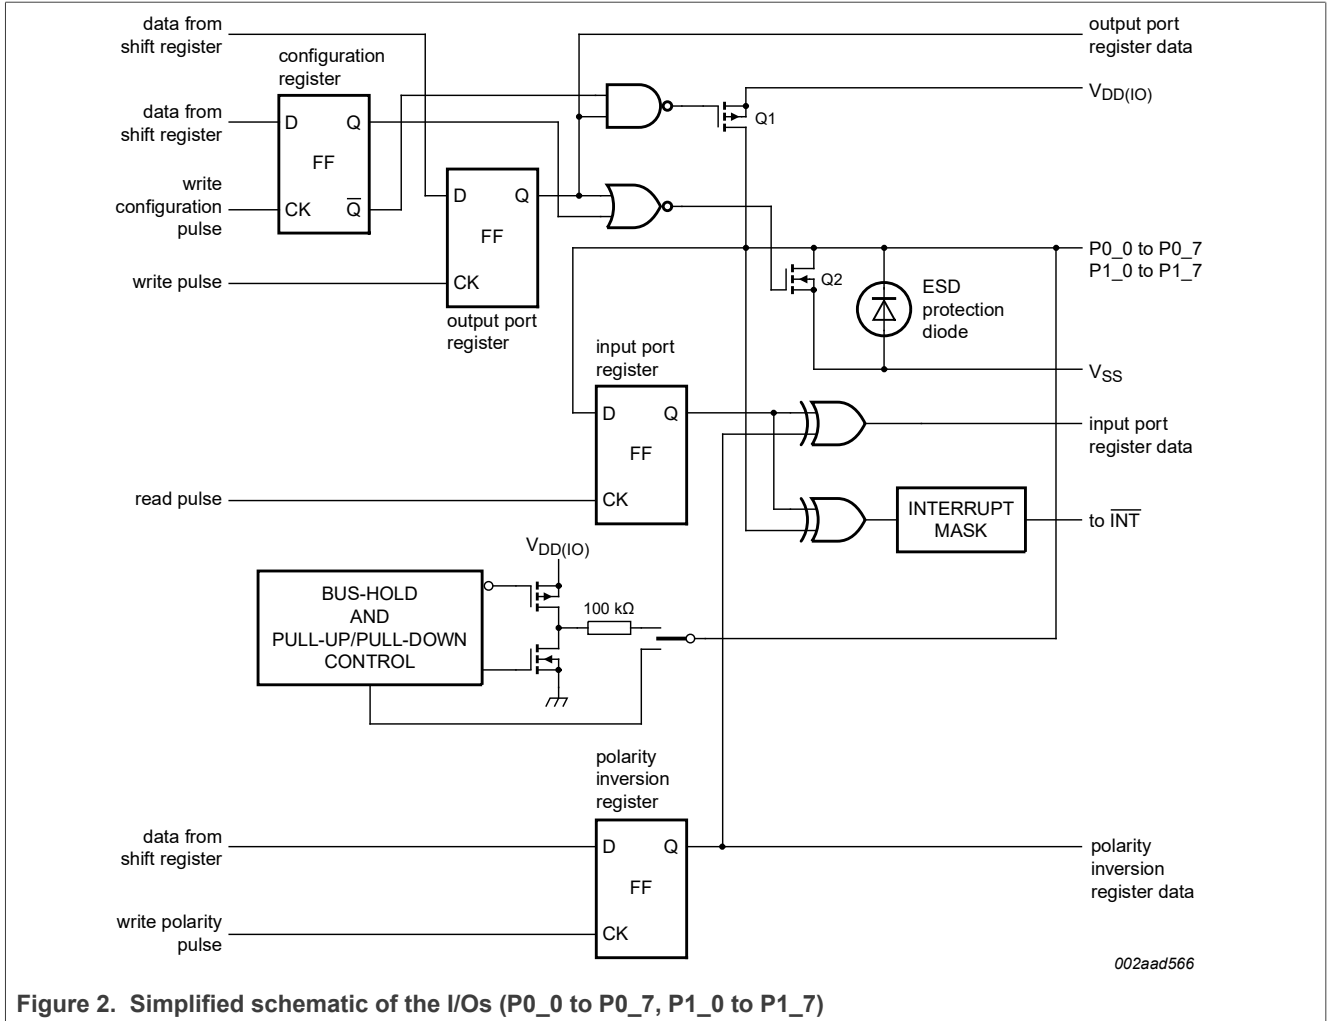 data from
shift register
output port
register data
configuration
register
V_DD(IO)
data from
shift register
D
Q
FF
Q1
write
configuration
pulse
CK
Q̅
D
Q
FF
CK
P0_0 to P0_7
P1_0 to P1_7
write pulse
Q2
ESD
protection
diode
output port
register
input port
register
V_SS
D
Q
FF
CK
input port
register data
read pulse
INTERRUPT
MASK
to I̅N̅T̅
V_DD(IO)
BUS-HOLD
AND
PULL-UP/PULL-DOWN
CONTROL
100 kΩ
polarity
inversion
register
data from
shift register
D
Q
FF
CK
polarity
inversion
register data
write polarity
pulse
002aad566
Figure 2. Simplified schematic of the I/Os (P0_0 to P0_7, P1_0 to P1_7)